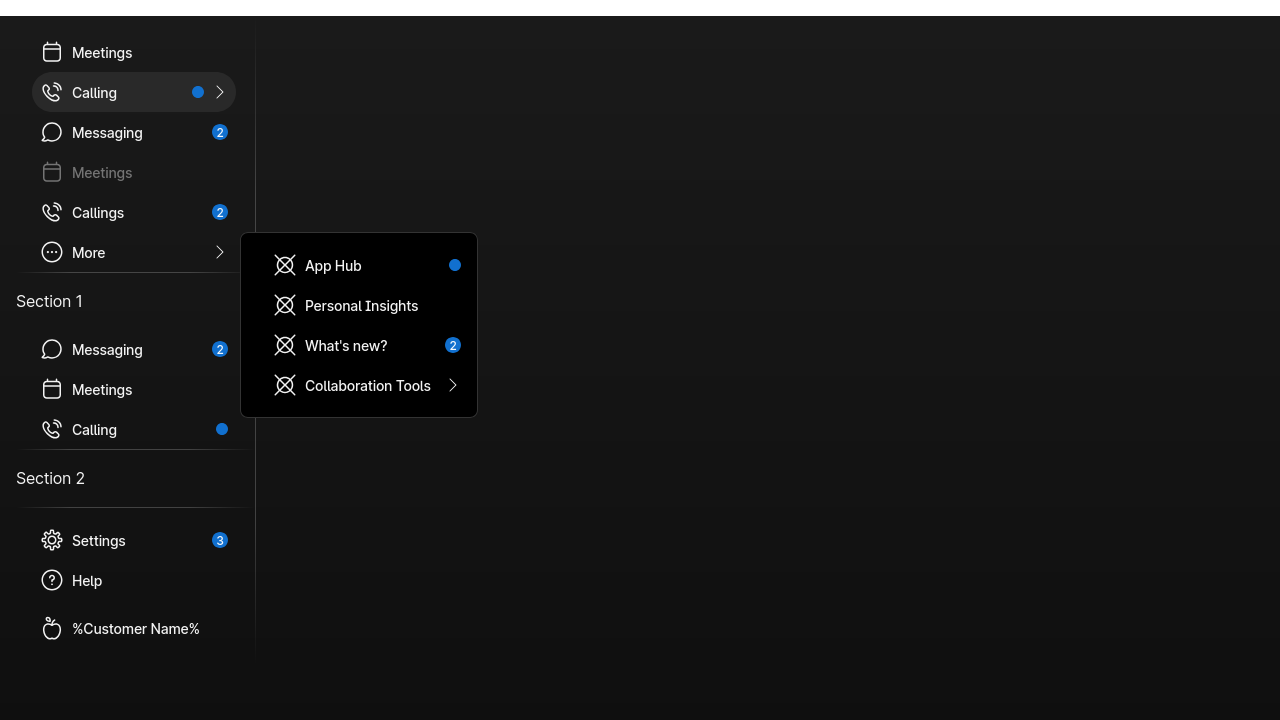 Meetings
Calling
Messaging 2
Meetings
Callings 2
More
App Hub
Personal Insights
What's new? 2
Collaboration Tools
Section 1
Messaging 2
Meetings
Calling
Section 2
Settings 3
Help
%Customer Name%